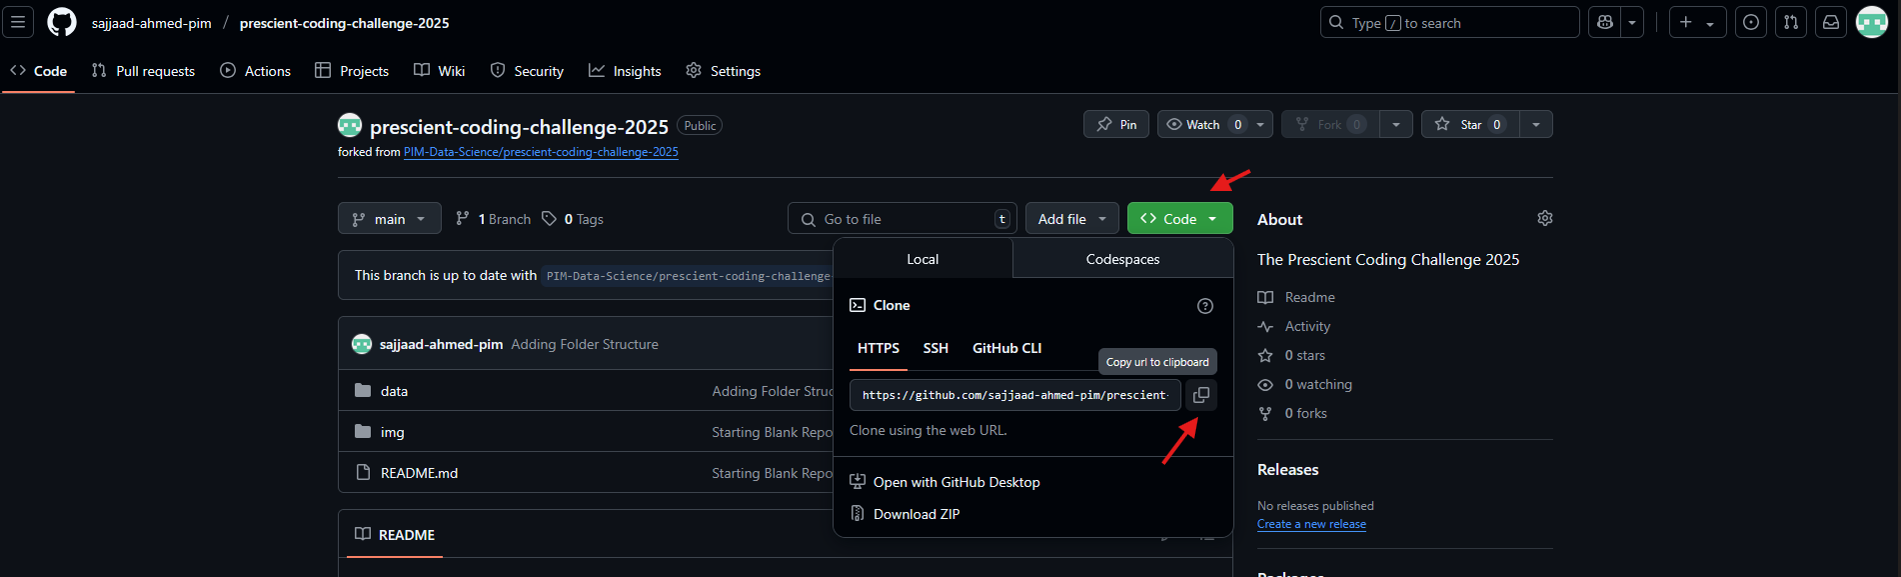 sajjaad-ahmed-pim / prescient-coding-challenge-2025
Type / to search
Code Pull requests Actions Projects Wiki Security Insights Settings
prescient-coding-challenge-2025 Public
Pin Watch 0 Fork 0 Star 0
forked from PIM-Data-Science/prescient-coding-challenge-2025
main 1 Branch 0 Tags Go to file t Add file Code
About
The Prescient Coding Challenge 2025
Readme
Activity
0 stars
0 watching
0 forks
Releases
No releases published
Create a new release
This branch is up to date with PIM-Data-Science/prescient-coding-challenge
sajjaad-ahmed-pim Adding Folder Structure
data Adding Folder Struc
img Starting Blank Repo
README.md Starting Blank Repo
README
Local Codespaces
Clone
HTTPS SSH GitHub CLI
Copy url to clipboard
https://github.com/sajjaad-ahmed-pim/prescient-
Clone using the web URL.
Open with GitHub Desktop
Download ZIP